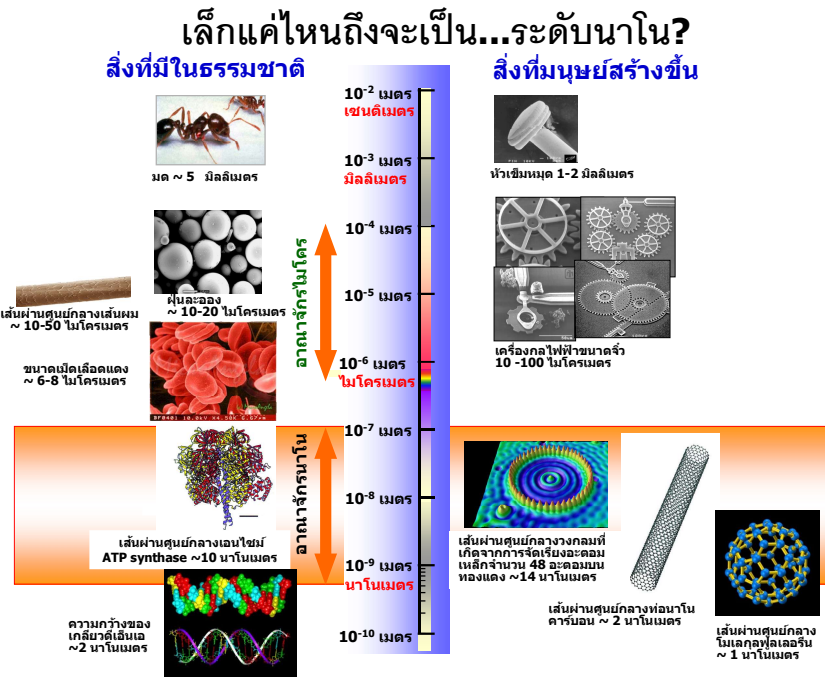 เล็กแค่ไหนถึงจะเป็น...ระดับนาโน?
สิ่งที่มีในธรรมชาติ
สิ่งที่มนุษย์สร้างขึ้น
10-2 เมตร
เซนติเมตร
10-3 เมตร
มิลลิเมตร
10-4 เมตร
10-5 เมตร
10-6 เมตร
ไมโครเมตร
10-7 เมตร
10-8 เมตร
10-9 เมตร
นาโนเมตร
10-10 เมตร
อาณาจักรไมโคร
อาณาจักรนาโน
มด ~ 5 มิลลิเมตร
ฝุ่นละออง
~ 10-20 ไมโครเมตร
เส้นผ่านศูนย์กลางเส้นผม
~ 10-50 ไมโครเมตร
ขนาดเม็ดเลือดแดง
~ 6-8 ไมโครเมตร
เส้นผ่านศูนย์กลางเอนไซม์
ATP synthase ~10 นาโนเมตร
ความกว้างของ
เกลียวดีเอ็นเอ
~2 นาโนเมตร
หัวเข็มหมุด 1-2 มิลลิเมตร
เครื่องกลไฟฟ้าขนาดจิ๋ว
10 -100 ไมโครเมตร
เส้นผ่านศูนย์กลางวงกลมที่
เกิดจากการจัดเรียงอะตอม
เหล็กจำนวน 48 อะตอมบน
ทองแดง ~14 นาโนเมตร
เส้นผ่านศูนย์กลางท่อนาโน
คาร์บอน ~ 2 นาโนเมตร
เส้นผ่านศูนย์กลาง
โมเลกุลฟูลเลอรีน
~ 1 นาโนเมตร